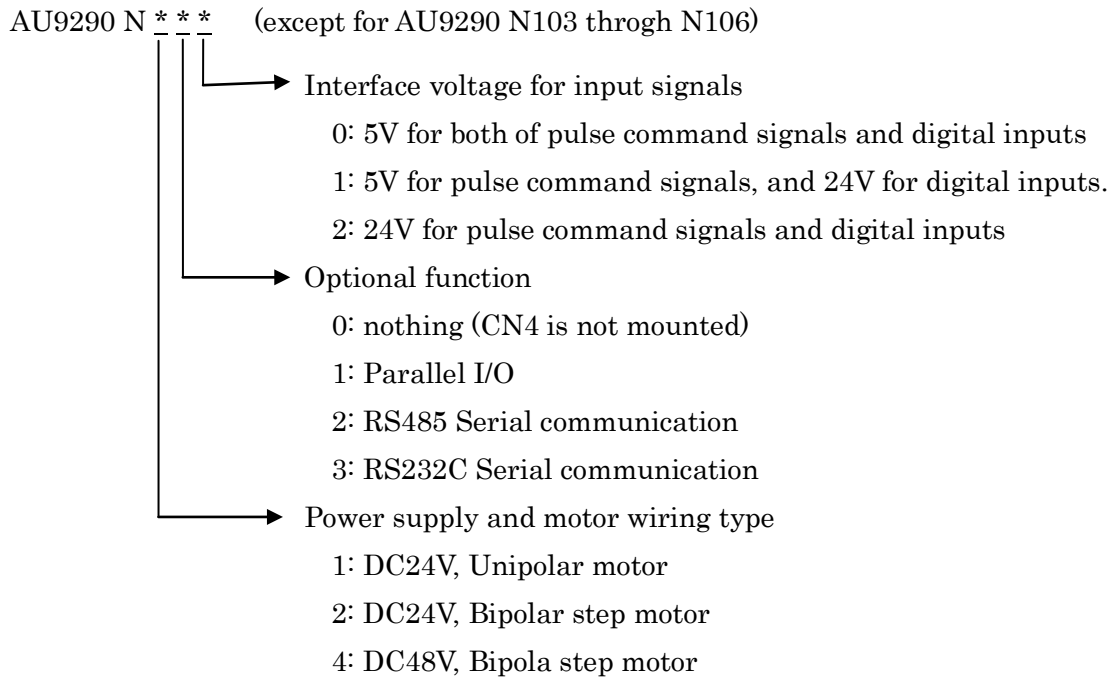 AU9290 N * * * (except for AU9290 N103 throgh N106)
Interface voltage for input signals
0: 5V for both of pulse command signals and digital inputs
1: 5V for pulse command signals, and 24V for digital inputs.
2: 24V for pulse command signals and digital inputs
Optional function
0: nothing (CN4 is not mounted)
1: Parallel I/O
2: RS485 Serial communication
3: RS232C Serial communication
Power supply and motor wiring type
1: DC24V, Unipolar motor
2: DC24V, Bipolar step motor
4: DC48V, Bipola step motor